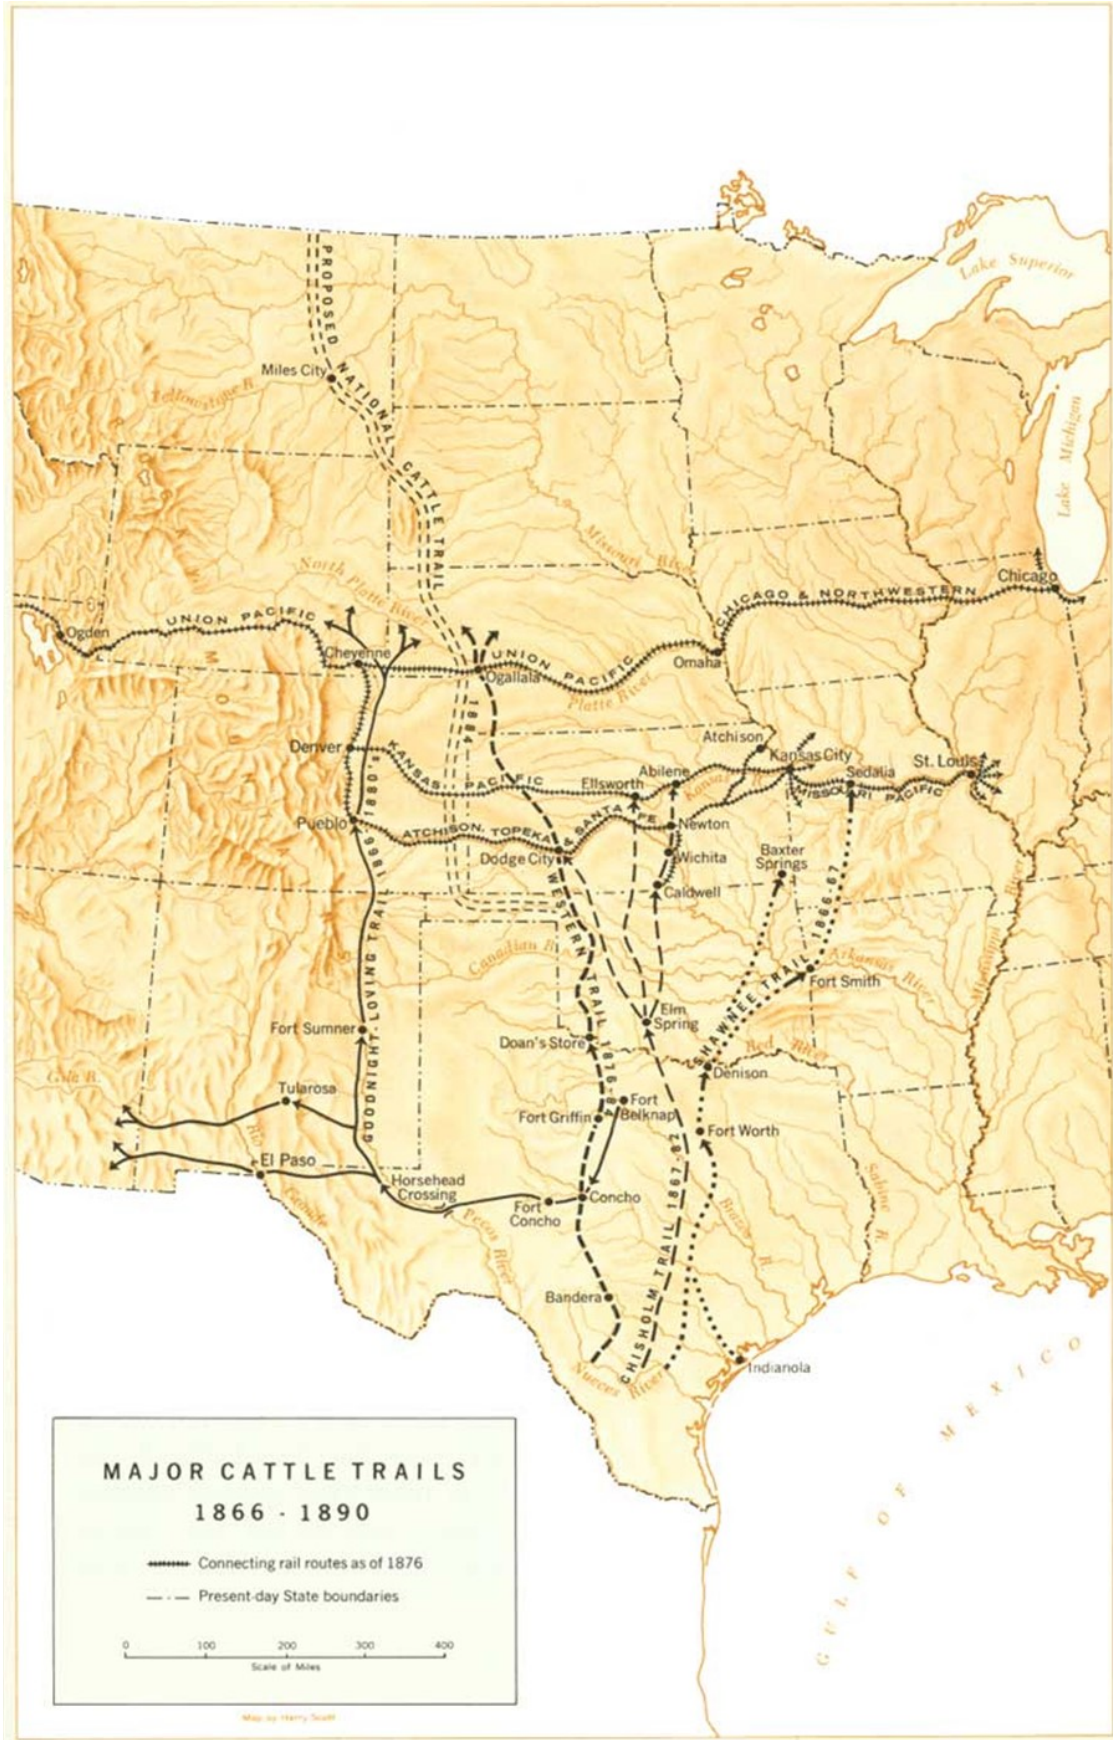 Lake Superior
PROPOSED NATIONAL CATTLE TRAIL
1884
Miles City
Yellowstone R.
Lake Michigan
Missouri River
North Platte River
Chicago
CHICAGO & NORTHWESTERN
UNION PACIFIC
Ogden
Cheyenne
UNION PACIFIC
Omaha
Ogallala
Platte River
Atchison
Denver
KANSAS PACIFIC
Kansas City
St. Louis
Abilene
Sedalia
Ellsworth
Kansas
MISSOURI PACIFIC
Pueblo
ATCHISON, TOPEKA & SANTA FE
Newton
Dodge City
Wichita
Baxter
Springs
Caldwell
Mississippi River
GOODNIGHT-LOVING TRAIL 1866-1880's
WESTERN TRAIL 1876-84
Canadian R.
SHAWNEE TRAIL 1866-67
Arkansas River
Fort Smith
Elm
Spring
Fort Sumner
Doan's Store
Red River
Denison
Gila R.
Tularosa
Fort
Belknap
Fort Griffin
Fort Worth
Rio Grande
El Paso
Horsehead
Crossing
Fort
Concho
Concho
Pecos River
Brazos R.
Sabine R.
CHISHOLM TRAIL 1867-82
Bandera
Nueces River
Indianola
GULF OF MEXICO
MAJOR CATTLE TRAILS
1866 - 1890
Connecting rail routes as of 1876
Present-day State boundaries
0 100 200 300 400
Scale of Miles
Map by Harry Scott